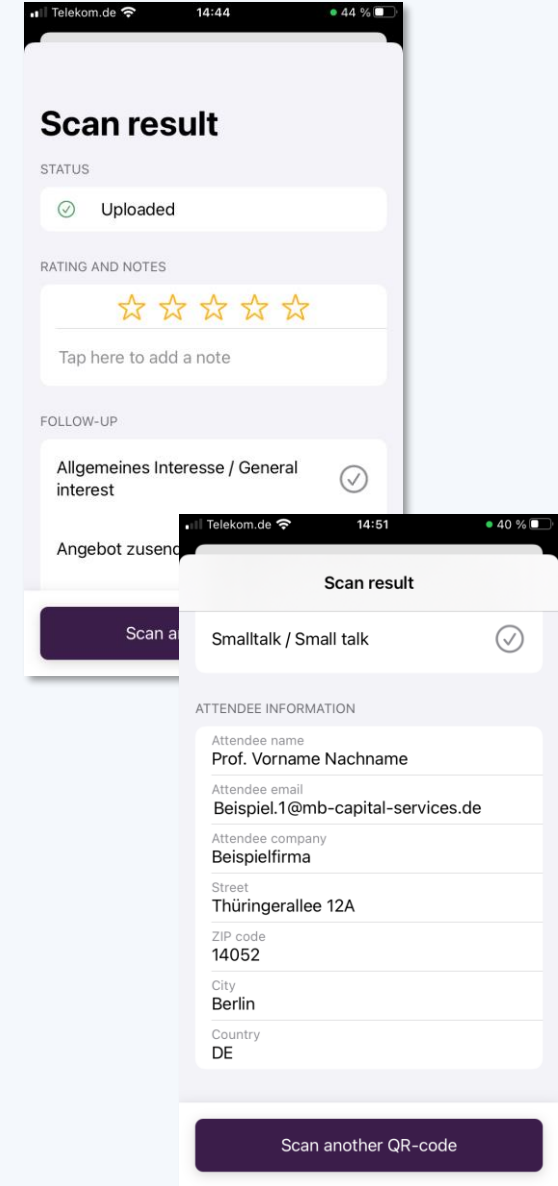 Telekom.de 14:44 44 %
Scan result
STATUS
Uploaded
RATING AND NOTES
Tap here to add a note
FOLLOW-UP
Allgemeines Interesse / General
interest
Angebot
Scan
Telekom.de 14:51 40 %
Scan result
Smalltalk / Small talk
ATTENDEE INFORMATION
Attendee name
Prof. Vorname Nachname
Attendee email
Beispiel.1@mb-capital-services.de
Attendee company
Beispielfirma
Street
Thüringerallee 12A
ZIP code
14052
City
Berlin
Country
DE
Scan another QR-code